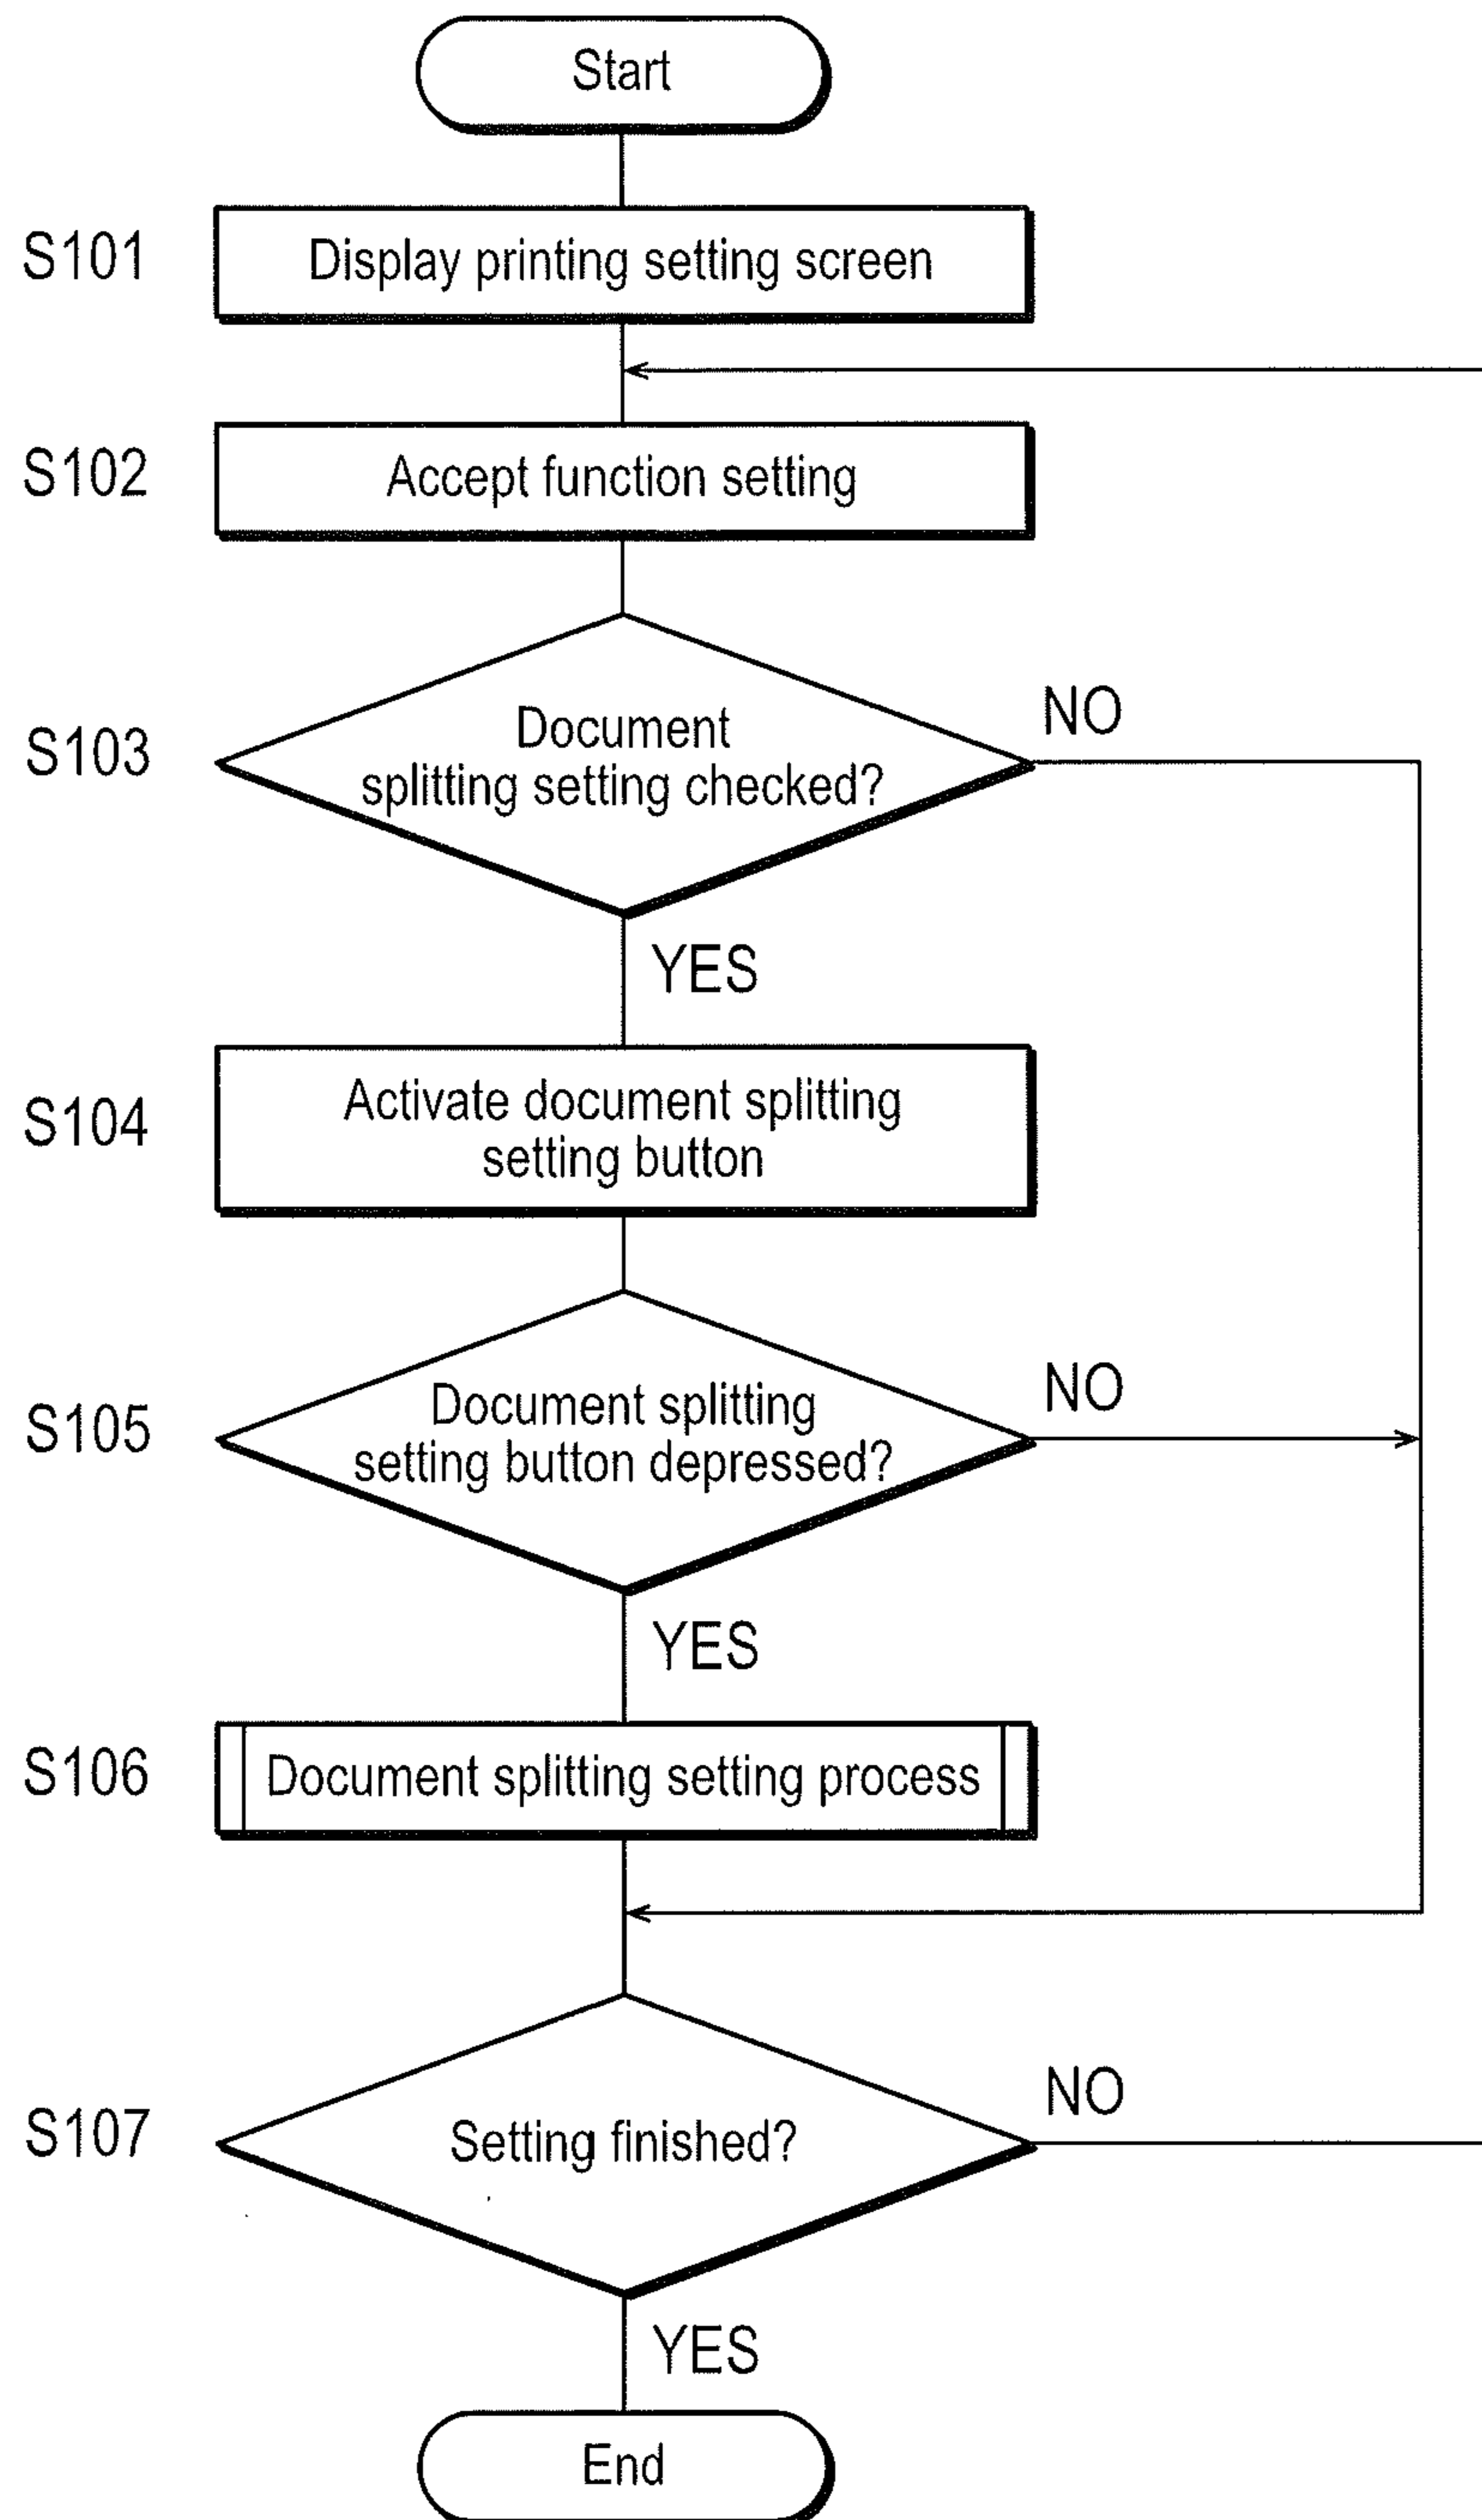 Start
S101
Display printing setting screen
S102
Accept function setting
S103
Document
splitting setting checked?
NO
YES
S104
Activate document splitting
setting button
S105
Document splitting
setting button depressed?
NO
YES
S106
Document splitting setting process
S107
Setting finished?
NO
YES
End